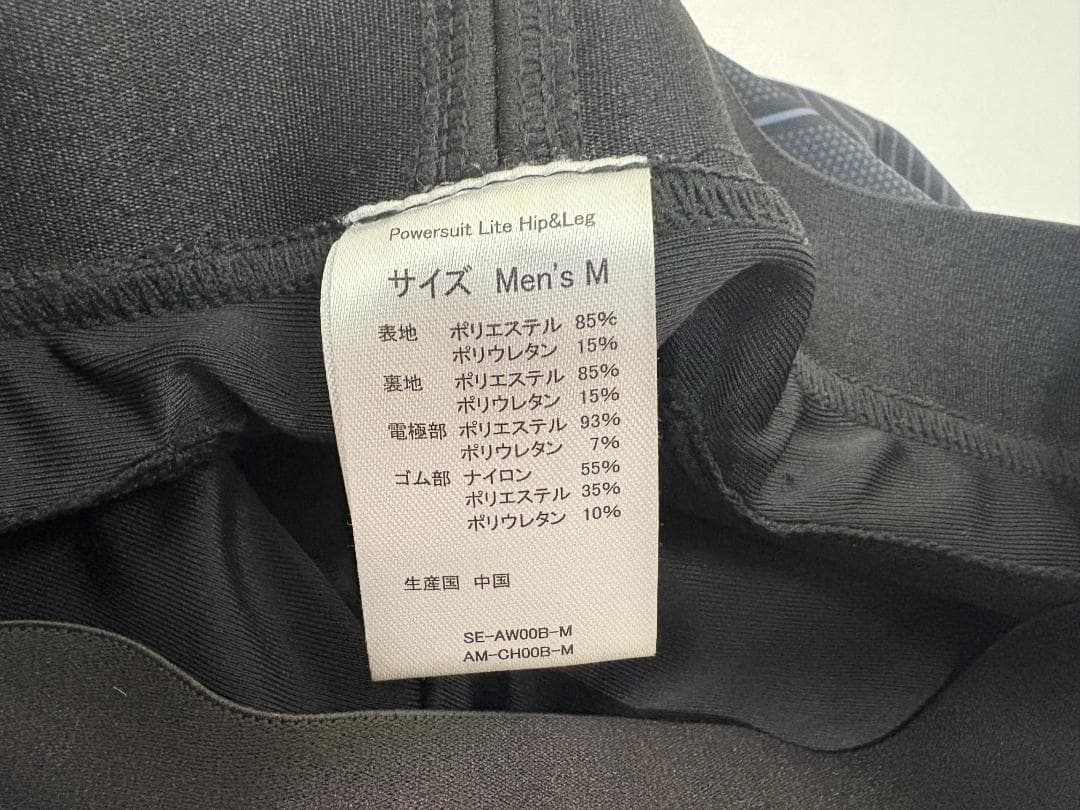 Powersuit Lite Hip&Leg
サイズ Men's M
表地 ポリエステル 85%
ポリウレタン 15%
裏地 ポリエステル 85%
ポリウレタン 15%
電極部 ポリエステル 93%
ポリウレタン 7%
ゴム部 ナイロン 55%
ポリエステル 35%
ポリウレタン 10%
生産国 中国
SE-AW00B-M
AM-CH00B-M